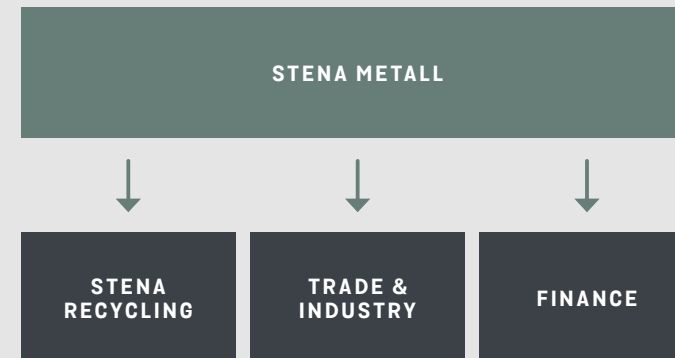 STENA METALL
STENA
RECYCLING
TRADE &
INDUSTRY
FINANCE